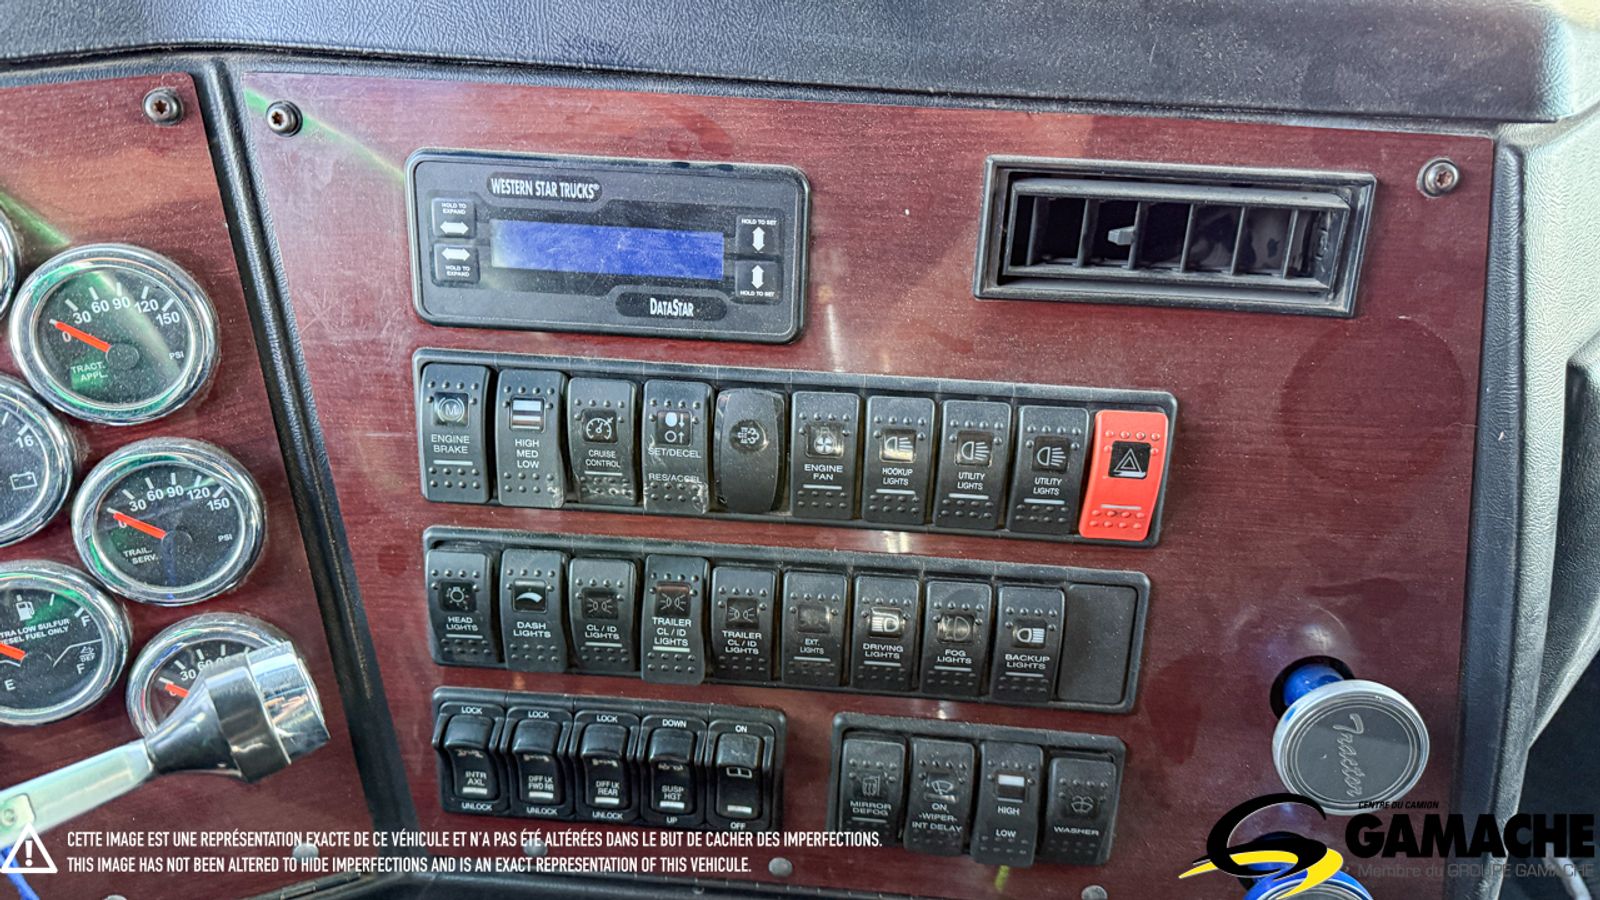 WESTERN STAR TRUCKS®
HOLD TO
EXPAND
HOLD TO
EXPAND
HOLD TO SET
HOLD TO SET
DATASTAR
0 30 60 90 120 150
PSI
TRACT.
APPL.
16
0 30 60 90 120 150
PSI
TRAIL.
SERV.
F
E
F
DEF
30 60
ENGINE
BRAKE
HIGH
MED
LOW
CRUISE
CONTROL
SET/DECEL
RES/ACCEL
ENGINE
FAN
HOOKUP
LIGHTS
UTILITY
LIGHTS
UTILITY
LIGHTS
HEAD
LIGHTS
DASH
LIGHTS
CL / ID
LIGHTS
TRAILER
CL / ID
LIGHTS
TRAILER
CL / ID
LIGHTS
EXT.
LIGHTS
DRIVING
LIGHTS
FOG
LIGHTS
BACKUP
LIGHTS
LOCK
INTR
AXL
UNLOCK
LOCK
DIFF LK
FWD RR
UNLOCK
LOCK
DIFF LK
REAR
UNLOCK
DOWN
SUSP
HGT
UP
ON
OFF
MIRROR
DEFOG
ON
-WIPER-
INT DELAY
HIGH
LOW
WASHER
Tractor
CETTE IMAGE EST UNE REPRÉSENTATION EXACTE DE CE VÉHICULE ET N'A PAS ÉTÉ ALTÉRÉES DANS LE BUT DE CACHER DES IMPERFECTIONS.
THIS IMAGE HAS NOT BEEN ALTERED TO HIDE IMPERFECTIONS AND IS AN EXACT REPRESENTATION OF THIS VEHICULE.
CENTRE DU CAMION
GAMACHE
Membre du GROUPE GAMACHE